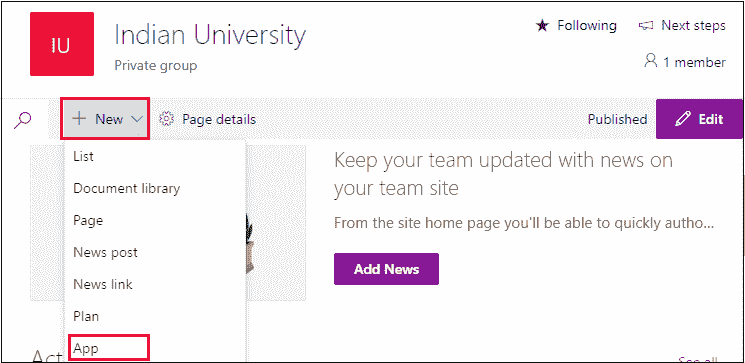 IU
Indian University
Private group
Following
Next steps
1 member
New
Page details
Published
Edit
List
Document library
Page
News post
News link
Plan
App
Keep your team updated with news on
your team site
From the site home page you'll be able to quickly autho...
Add News
Act
See all